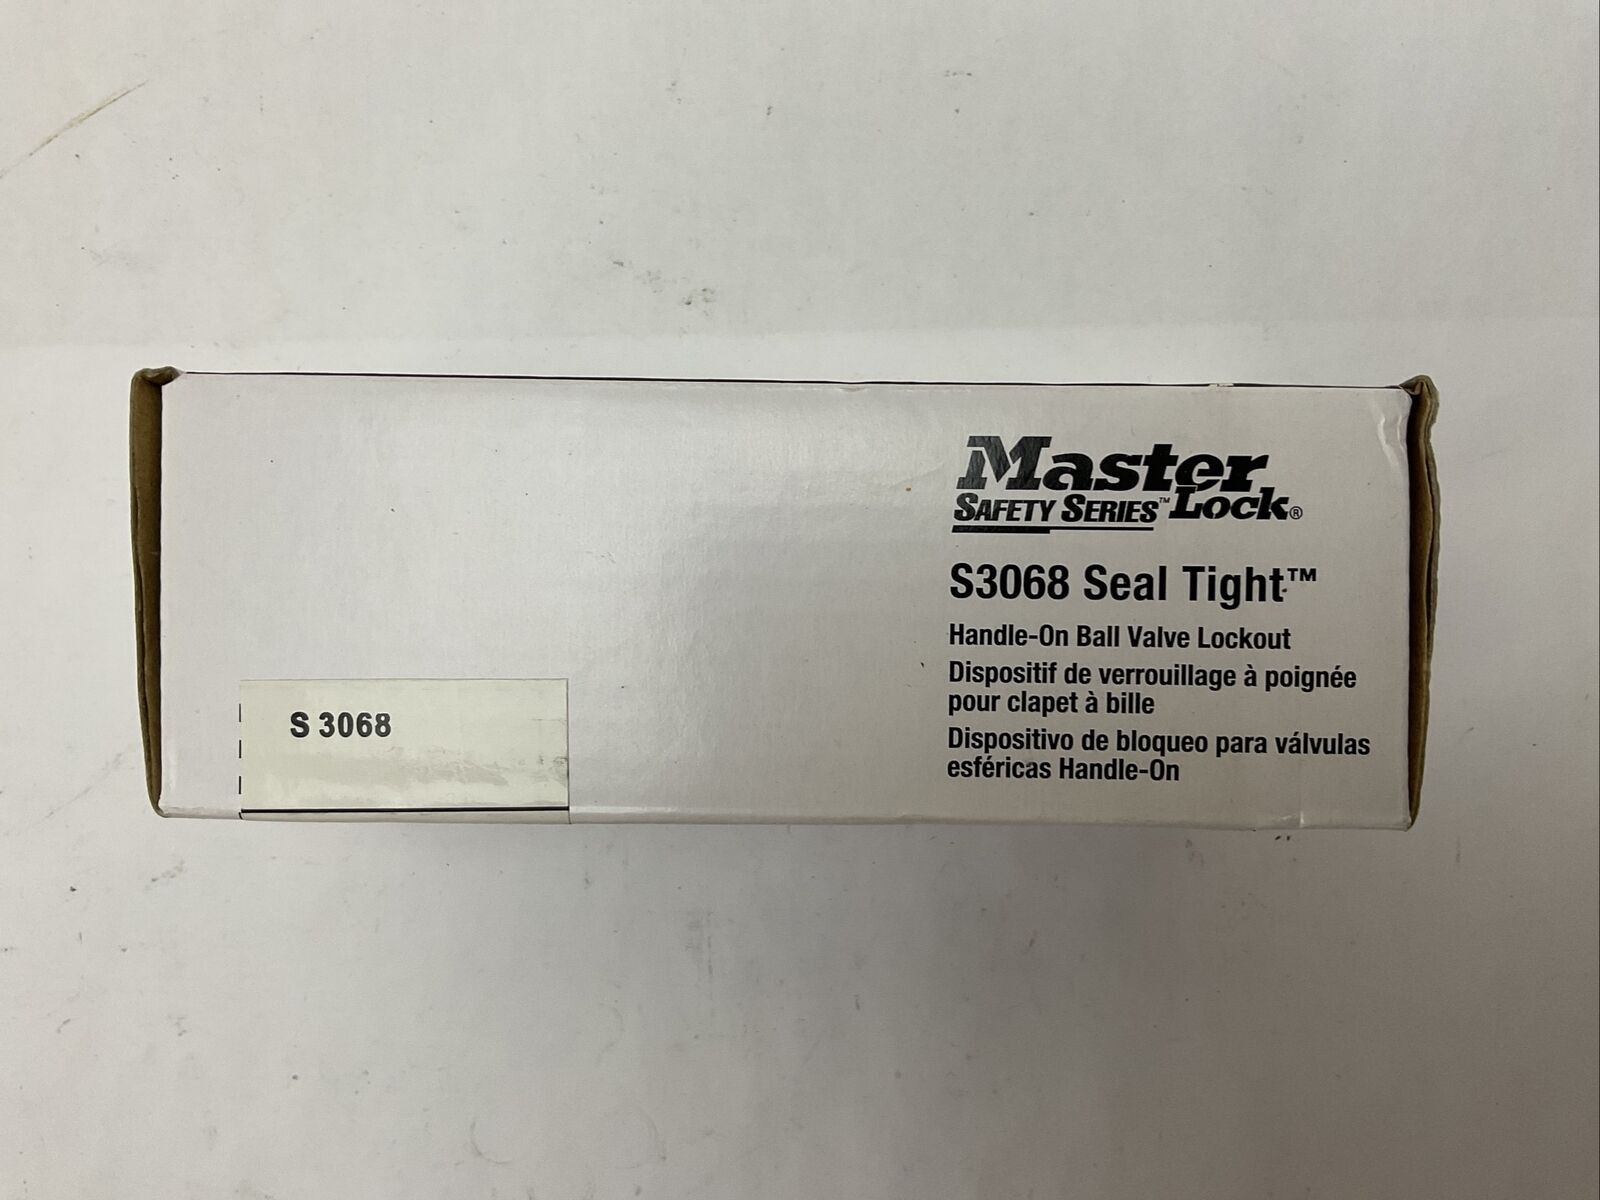 Master
SAFETY SERIES™ Lock®
S3068 Seal Tight™
Handle-On Ball Valve Lockout
Dispositif de verrouillage à poignée
pour clapet à bille
Dispositivo de bloqueo para válvulas
esféricas Handle-On
S 3068